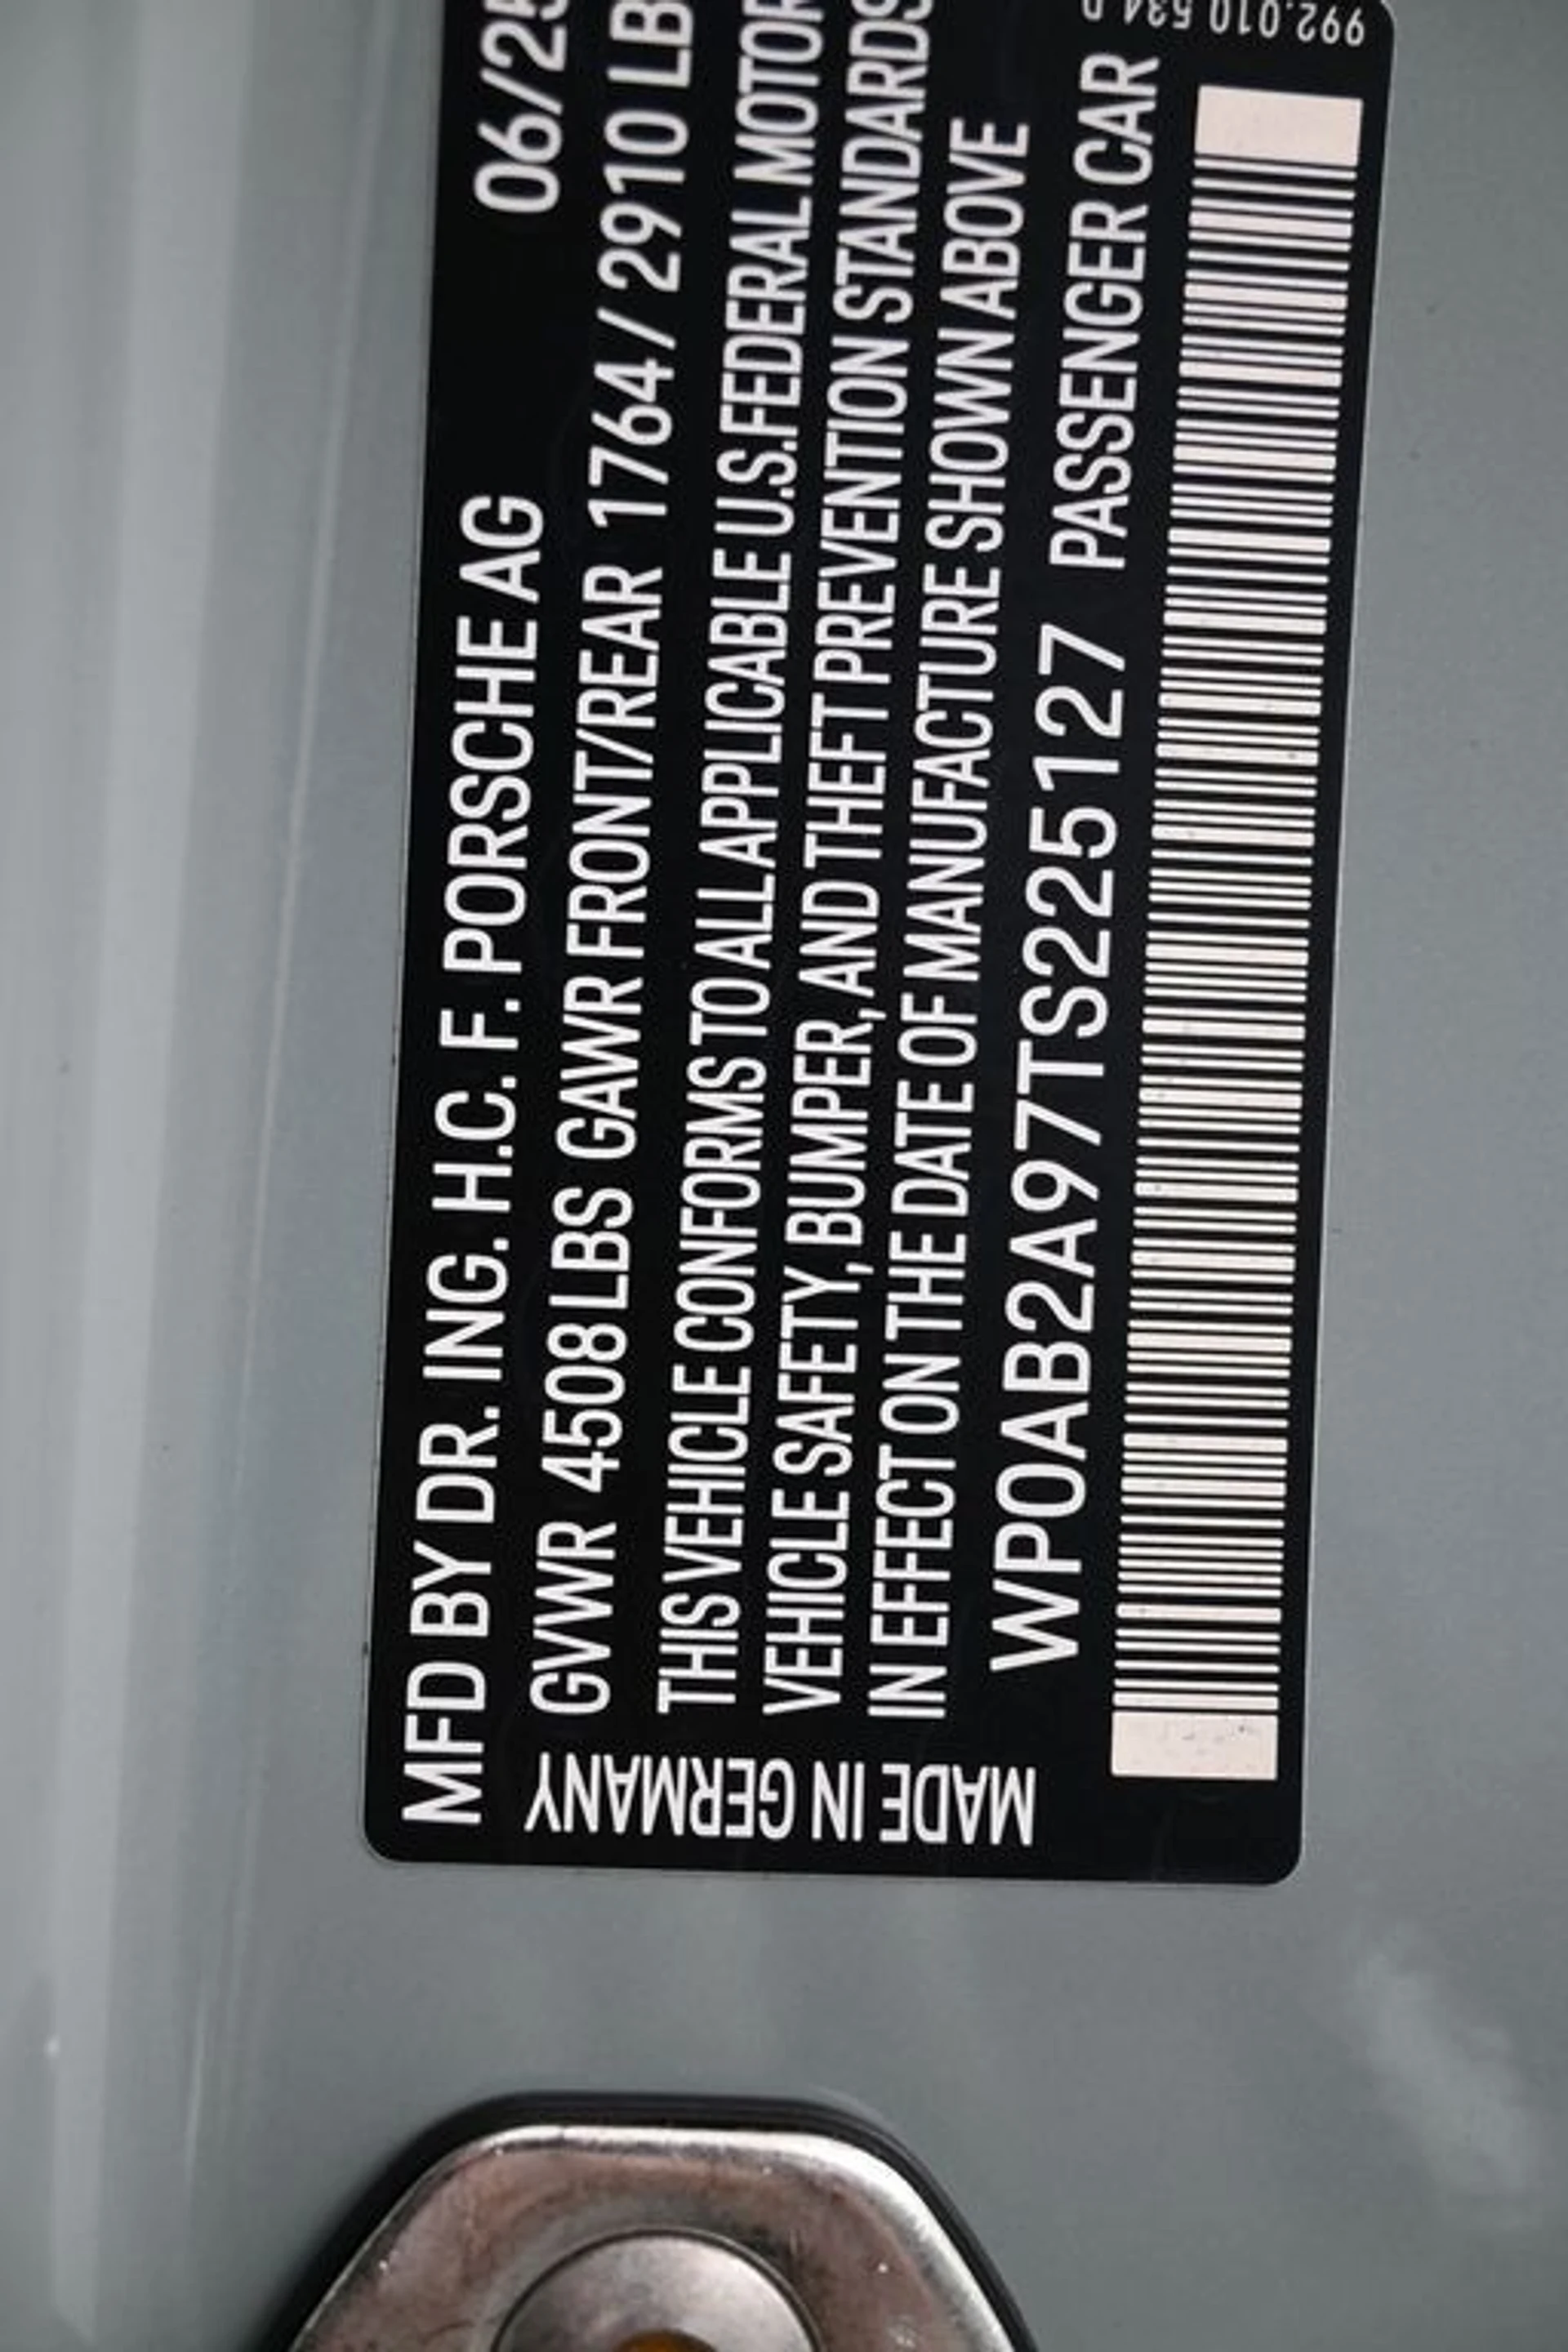 MFD BY DR. ING. H.C. F. PORSCHE AG 06/25
GVWR 4508 LBS GAWR FRONT/REAR 1764 / 2910 LB
THIS VEHICLE CONFORMS TO ALL APPLICABLE U.S.FEDERAL MOTOR
VEHICLE SAFETY, BUMPER, AND THEFT PREVENTION STANDARDS
IN EFFECT ON THE DATE OF MANUFACTURE SHOWN ABOVE
WP0AB2A97TS225127 PASSENGER CAR
MADE IN GERMANY
992.010.534